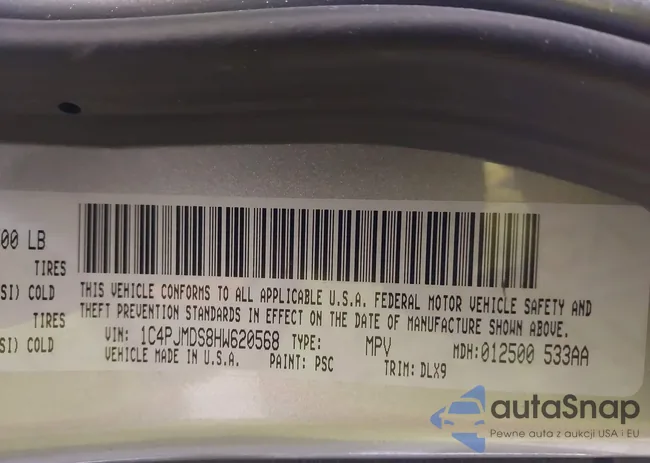 00 LB
TIRES
SI) COLD
TIRES
SI) COLD
THIS VEHICLE CONFORMS TO ALL APPLICABLE U.S.A. FEDERAL MOTOR VEHICLE SAFETY AND
THEFT PREVENTION STANDARDS IN EFFECT ON THE DATE OF MANUFACTURE SHOWN ABOVE.
VIN: 1C4PJMDS8HW620568 TYPE: MPV MDH:012500 533AA
VEHICLE MADE IN U.S.A. PAINT: PSC TRIM: DLX9
autaSnap
Pewne auta z aukcji USA i EU